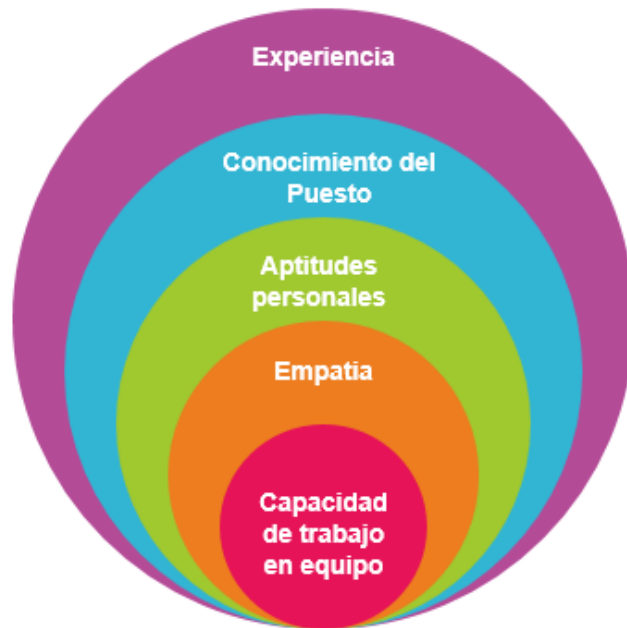 Experiencia
Conocimiento del
Puesto
Aptitudes
personales
Empatia
Capacidad
de trabajo
en equipo